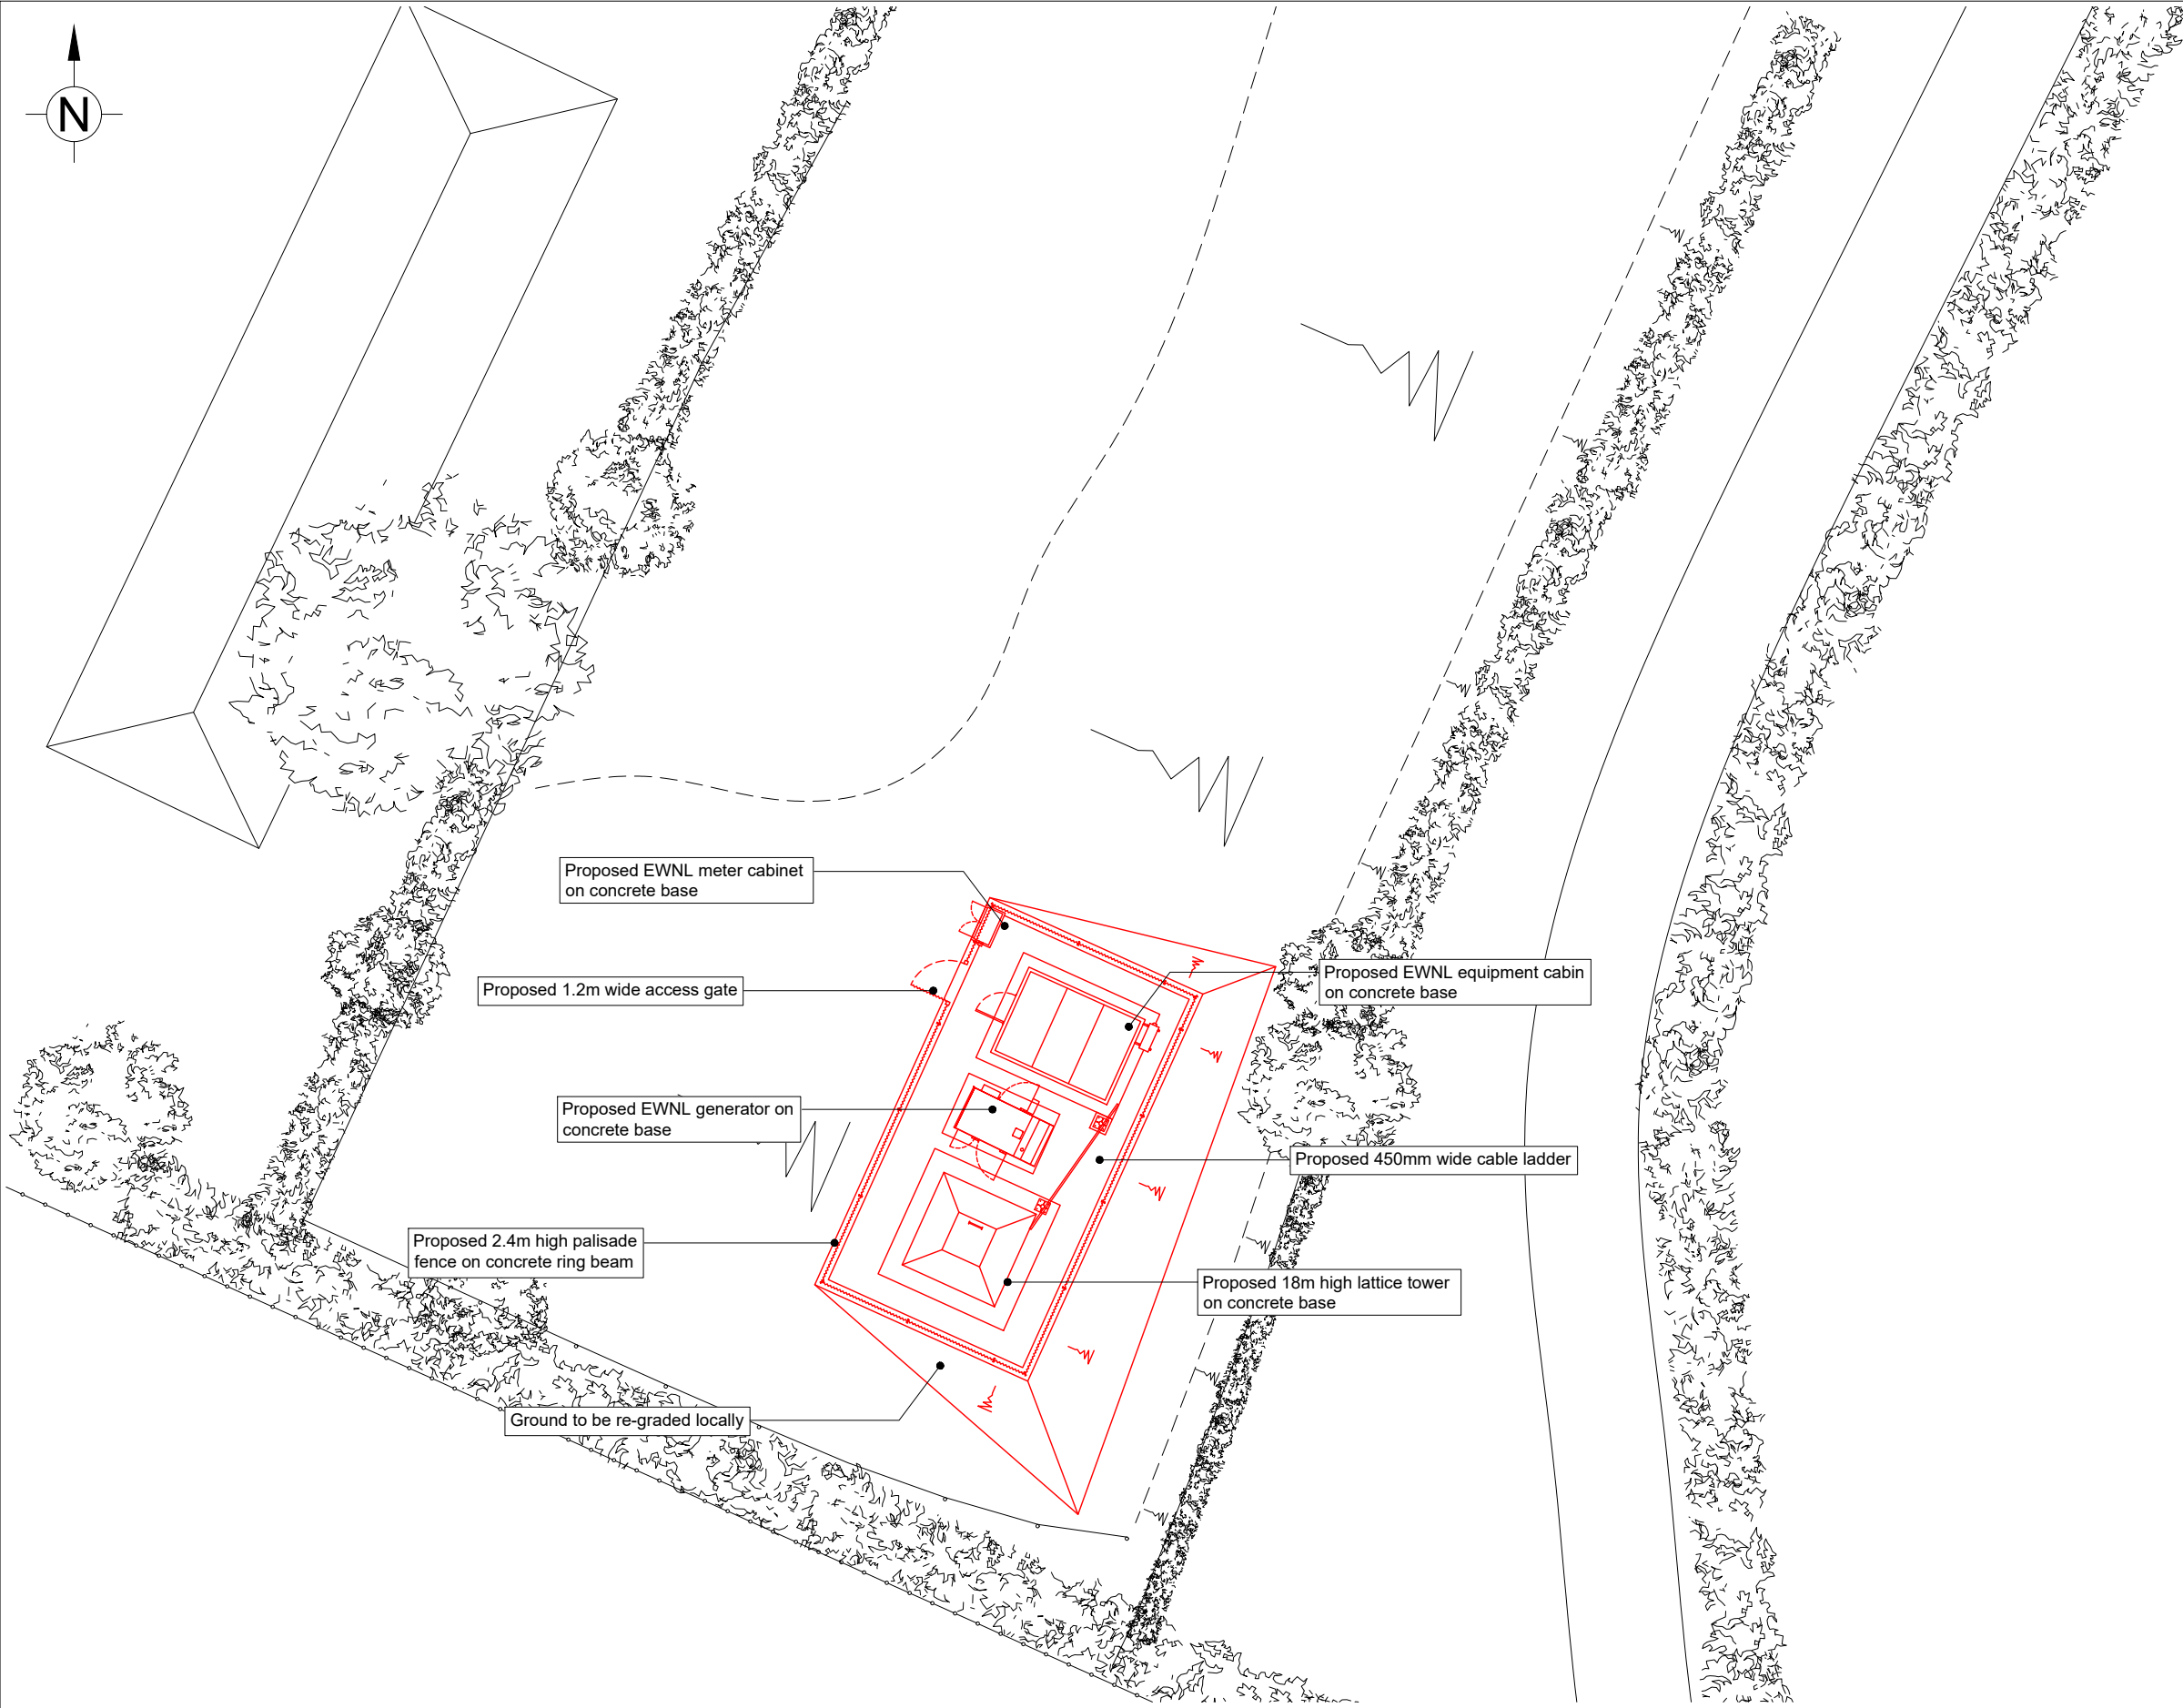 N
Proposed EWNL meter cabinet
on concrete base
Proposed EWNL equipment cabin
on concrete base
Proposed 1.2m wide access gate
Proposed EWNL generator on
concrete base
Proposed 450mm wide cable ladder
Proposed 2.4m high palisade
fence on concrete ring beam
Proposed 18m high lattice tower
on concrete base
Ground to be re-graded locally